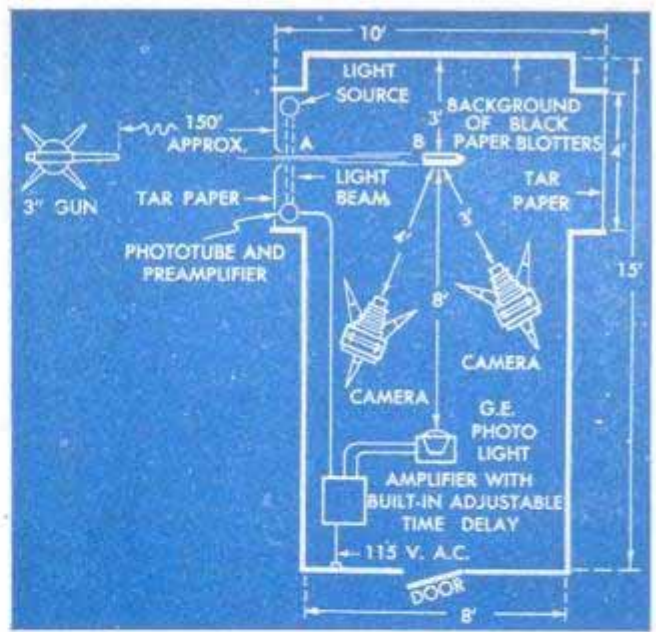 10'
LIGHT
SOURCE
150'
APPROX.
A
3'
B
BACKGROUND
OF BLACK
PAPER BLOTTERS
4'
3" GUN
TAR PAPER
LIGHT
BEAM
TAR
PAPER
PHOTOTUBE AND
PREAMPLIFIER
4'
3'
8'
15'
CAMERA
CAMERA
G.E.
PHOTO
LIGHT
AMPLIFIER WITH
BUILT-IN ADJUSTABLE
TIME DELAY
115 V. A.C.
DOOR
8'